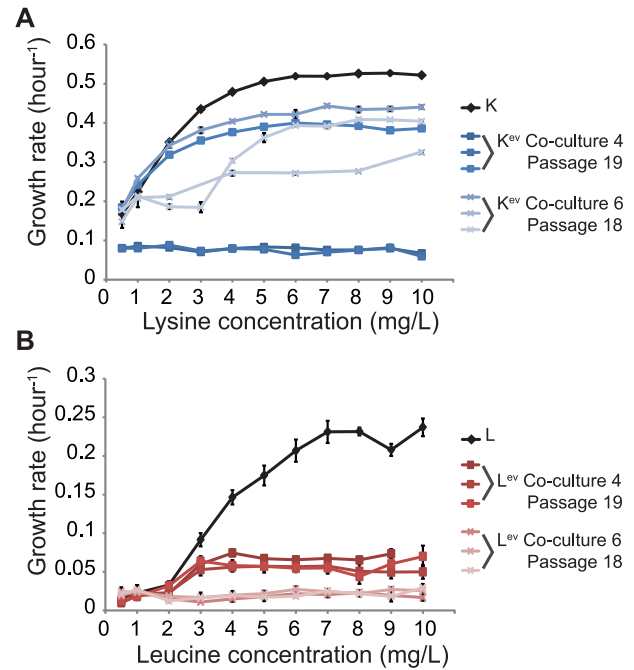 A
Growth rate (hour-1)
0.6
0.5
0.4
0.3
0.2
0.1
0
1 2 3 4 5 6 7 8 9 10
Lysine concentration (mg/L)
K
Kev Co-culture 4
Passage 19
Kev Co-culture 6
Passage 18
B
Growth rate (hour-1)
0.3
0.25
0.2
0.15
0.1
0.05
0
0 1 2 3 4 5 6 7 8 9 10
Leucine concentration (mg/L)
L
Lev Co-culture 4
Passage 19
Lev Co-culture 6
Passage 18